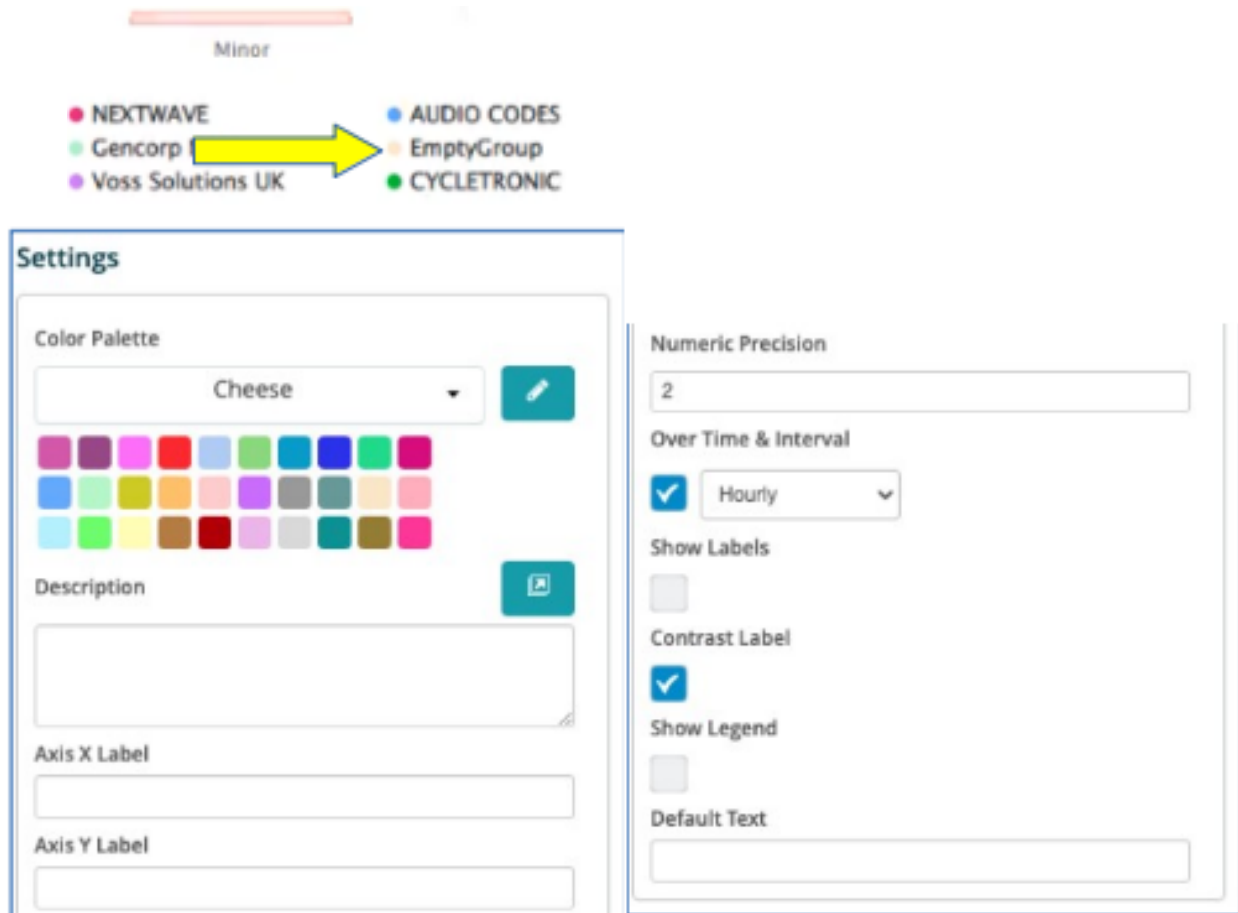 Minor
NEXTWAVE AUDIO CODES
Gencorp EmptyGroup
Voss Solutions UK CYCLETRONIC
Settings
Color Palette
Cheese
Description
Axis X Label
Axis Y Label
Numeric Precision
2
Over Time & Interval
Hourly
Show Labels
Contrast Label
Show Legend
Default Text